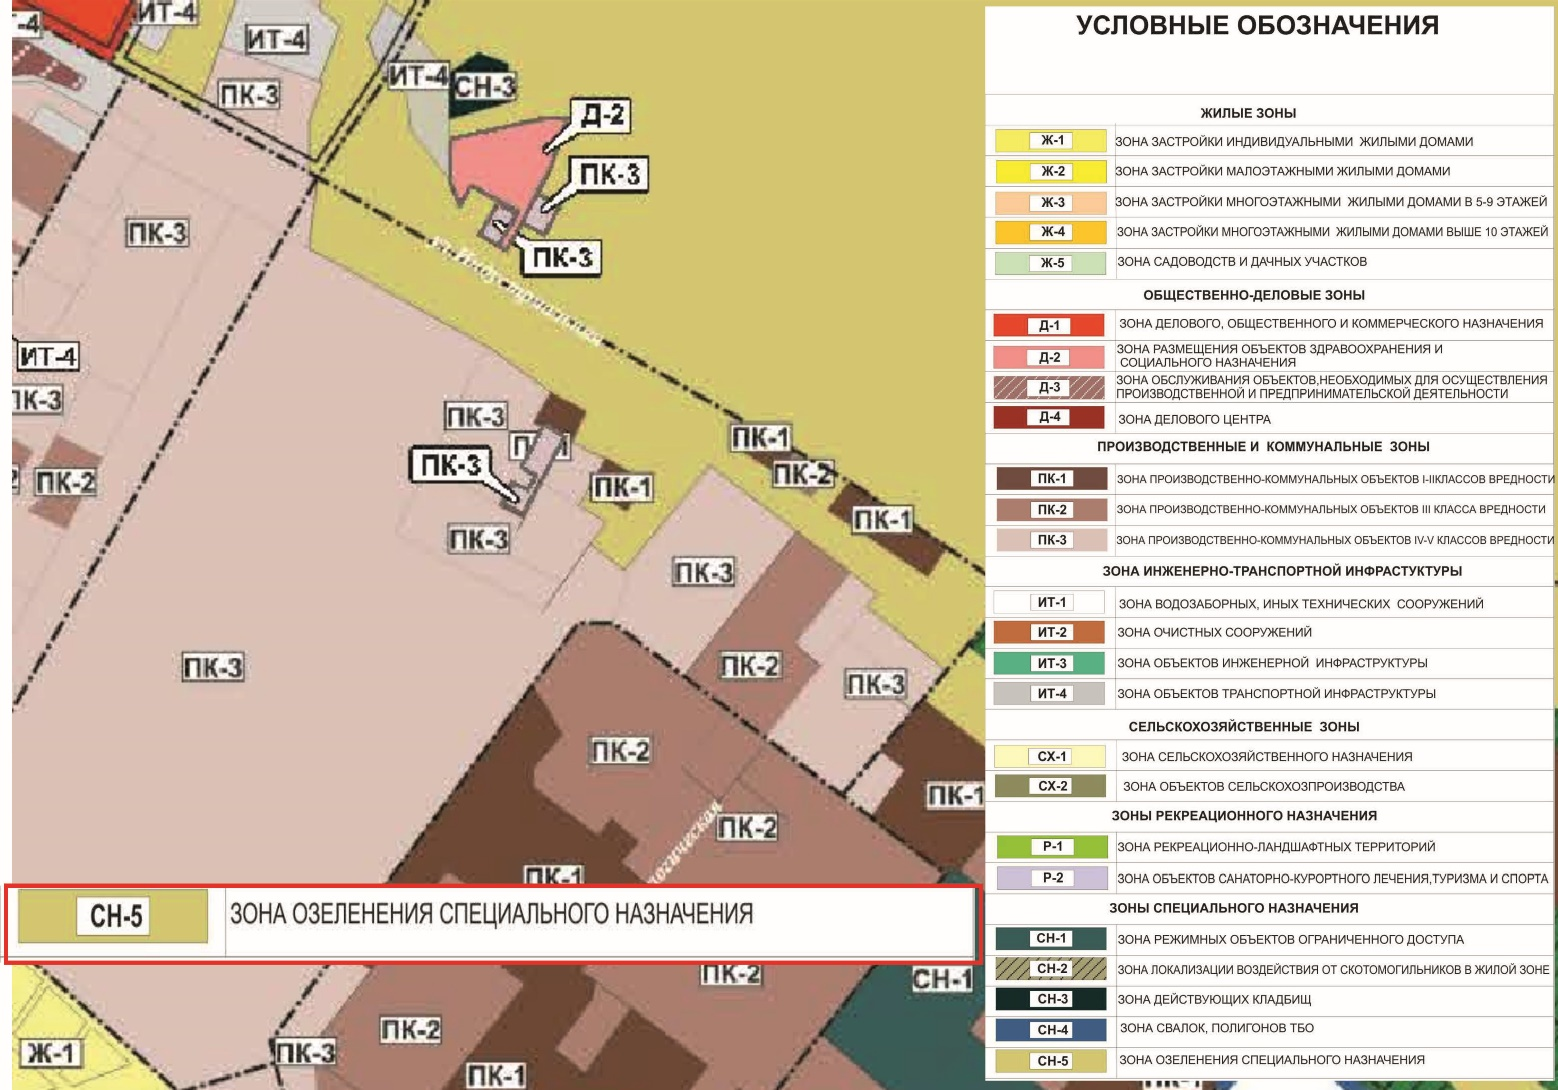 -4
ИТ-4
ИТ-4
ПК-3
ИТ-4
СН-3
Д-2
ПК-3
ПК-3
ПК-3
ИТ-4
ПК-3
ПК-3
ПК-3
ПК-1
ПК-2
ПК-2
ПК-1
ПК-1
ПК-3
ПК-3
ПК-3
ПК-2
ПК-3
ПК-2
ПК-1
ПК-2
ПК-1
СН-5 ЗОНА ОЗЕЛЕНЕНИЯ СПЕЦИАЛЬНОГО НАЗНАЧЕНИЯ
ПК-2
СН-1
ПК-2
Ж-1
ПК-3
ПК-1
ПК-1
УСЛОВНЫЕ ОБОЗНАЧЕНИЯ
ЖИЛЫЕ ЗОНЫ
Ж-1 ЗОНА ЗАСТРОЙКИ ИНДИВИДУАЛЬНЫМИ ЖИЛЫМИ ДОМАМИ
Ж-2 ЗОНА ЗАСТРОЙКИ МАЛОЭТАЖНЫМИ ЖИЛЫМИ ДОМАМИ
Ж-3 ЗОНА ЗАСТРОЙКИ МНОГОЭТАЖНЫМИ ЖИЛЫМИ ДОМАМИ В 5-9 ЭТАЖЕЙ
Ж-4 ЗОНА ЗАСТРОЙКИ МНОГОЭТАЖНЫМИ ЖИЛЫМИ ДОМАМИ ВЫШЕ 10 ЭТАЖЕЙ
Ж-5 ЗОНА САДОВОДСТВ И ДАЧНЫХ УЧАСТКОВ
ОБЩЕСТВЕННО-ДЕЛОВЫЕ ЗОНЫ
Д-1 ЗОНА ДЕЛОВОГО, ОБЩЕСТВЕННОГО И КОММЕРЧЕСКОГО НАЗНАЧЕНИЯ
Д-2 ЗОНА РАЗМЕЩЕНИЯ ОБЪЕКТОВ ЗДРАВООХРАНЕНИЯ И
СОЦИАЛЬНОГО НАЗНАЧЕНИЯ
Д-3 ЗОНА ОБСЛУЖИВАНИЯ ОБЪЕКТОВ,НЕОБХОДИМЫХ ДЛЯ ОСУЩЕСТВЛЕНИЯ
ПРОИЗВОДСТВЕННОЙ И ПРЕДПРИНИМАТЕЛЬСКОЙ ДЕЯТЕЛЬНОСТИ
Д-4 ЗОНА ДЕЛОВОГО ЦЕНТРА
ПРОИЗВОДСТВЕННЫЕ И КОММУНАЛЬНЫЕ ЗОНЫ
ПК-1 ЗОНА ПРОИЗВОДСТВЕННО-КОММУНАЛЬНЫХ ОБЪЕКТОВ I-IIКЛАССОВ ВРЕДНОСТИ
ПК-2 ЗОНА ПРОИЗВОДСТВЕННО-КОММУНАЛЬНЫХ ОБЪЕКТОВ III КЛАССА ВРЕДНОСТИ
ПК-3 ЗОНА ПРОИЗВОДСТВЕННО-КОММУНАЛЬНЫХ ОБЪЕКТОВ IV-V КЛАССОВ ВРЕДНОСТИ
ЗОНА ИНЖЕНЕРНО-ТРАНСПОРТНОЙ ИНФРАСТУКТУРЫ
ИТ-1 ЗОНА ВОДОЗАБОРНЫХ, ИНЫХ ТЕХНИЧЕСКИХ СООРУЖЕНИЙ
ИТ-2 ЗОНА ОЧИСТНЫХ СООРУЖЕНИЙ
ИТ-3 ЗОНА ОБЪЕКТОВ ИНЖЕНЕРНОЙ ИНФРАСТРУКТУРЫ
ИТ-4 ЗОНА ОБЪЕКТОВ ТРАНСПОРТНОЙ ИНФРАСТРУКТУРЫ
СЕЛЬСКОХОЗЯЙСТВЕННЫЕ ЗОНЫ
СХ-1 ЗОНА СЕЛЬСКОХОЗЯЙСТВЕННОГО НАЗНАЧЕНИЯ
СХ-2 ЗОНА ОБЪЕКТОВ СЕЛЬСКОХОЗПРОИЗВОДСТВА
ЗОНЫ РЕКРЕАЦИОННОГО НАЗНАЧЕНИЯ
Р-1 ЗОНА РЕКРЕАЦИОННО-ЛАНДШАФТНЫХ ТЕРРИТОРИЙ
Р-2 ЗОНА ОБЪЕКТОВ САНАТОРНО-КУРОРТНОГО ЛЕЧЕНИЯ,ТУРИЗМА И СПОРТА
ЗОНЫ СПЕЦИАЛЬНОГО НАЗНАЧЕНИЯ
СН-1 ЗОНА РЕЖИМНЫХ ОБЪЕКТОВ ОГРАНИЧЕННОГО ДОСТУПА
СН-2 ЗОНА ЛОКАЛИЗАЦИИ ВОЗДЕЙСТВИЯ ОТ СКОТОМОГИЛЬНИКОВ В ЖИЛОЙ ЗОНЕ
СН-3 ЗОНА ДЕЙСТВУЮЩИХ КЛАДБИЩ
СН-4 ЗОНА СВАЛОК, ПОЛИГОНОВ ТБО
СН-5 ЗОНА ОЗЕЛЕНЕНИЯ СПЕЦИАЛЬНОГО НАЗНАЧЕНИЯ